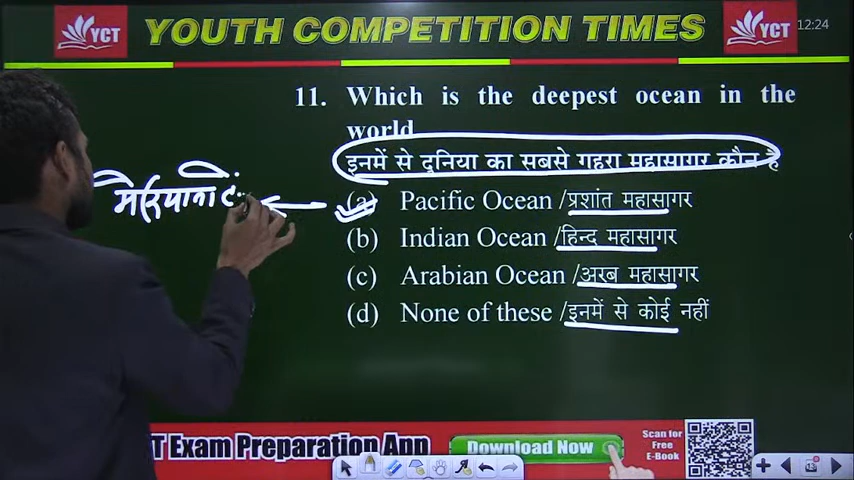 YCT
YOUTH COMPETITION TIMES
YCT
12:24
11. Which is the deepest ocean in the world
इनमें से दुनिया का सबसे गहरा महासागर कौन है
(a) Pacific Ocean /प्रशांत महासागर
(b) Indian Ocean /हिन्द महासागर
(c) Arabian Ocean /अरब महासागर
(d) None of these /इनमें से कोई नहीं
मेरियाना
T Exam Preparation App
Download Now
Scan for
Free
E-Book